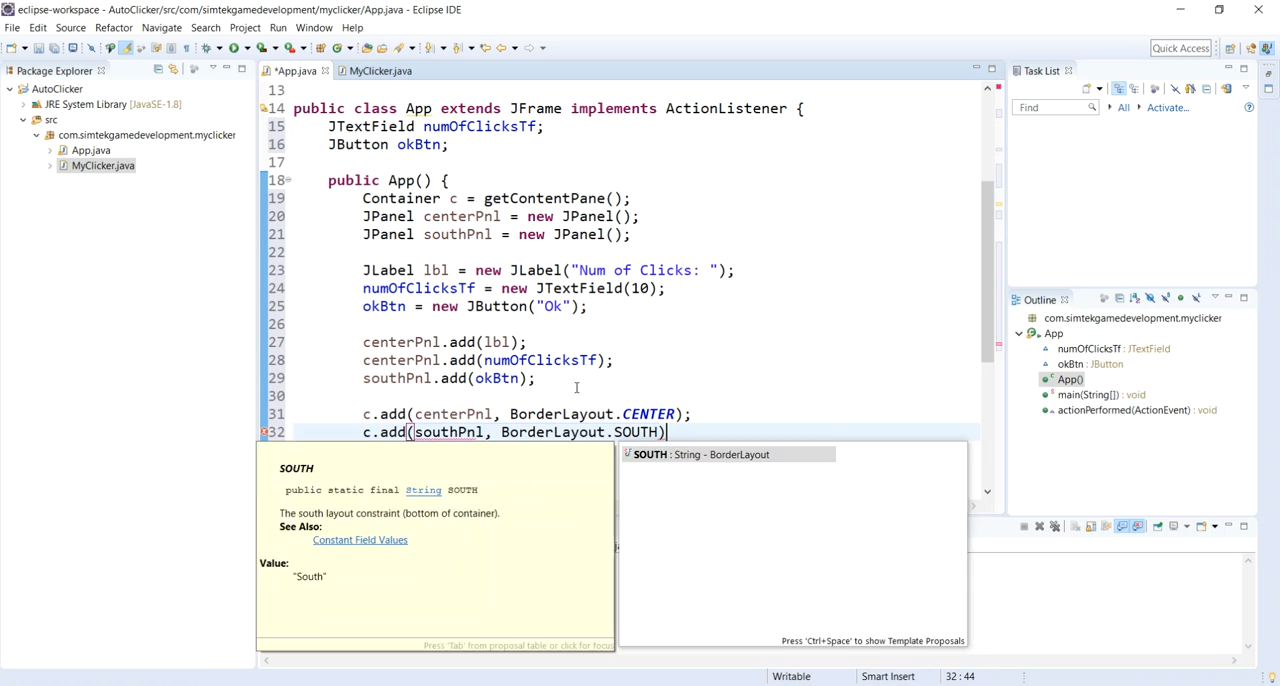 eclipse-workspace - AutoClicker/src/com/simtekgamedevelopment/myclicker/App.java - Eclipse IDE
File Edit Source Refactor Navigate Search Project Run Window Help
Quick Access
Package Explorer
AutoClicker
JRE System Library [JavaSE-1.8]
src
com.simtekgamedevelopment.myclicker
App.java
MyClicker.java
*App.java MyClicker.java
13
14 public class App extends JFrame implements ActionListener {
15 JTextField numOfClicksTf;
16 JButton okBtn;
17
18 public App() {
19 Container c = getContentPane();
20 JPanel centerPnl = new JPanel();
21 JPanel southPnl = new JPanel();
22
23 JLabel lbl = new JLabel("Num of Clicks: ");
24 numOfClicksTf = new JTextField(10);
25 okBtn = new JButton("Ok");
26
27 centerPnl.add(lbl);
28 centerPnl.add(numOfClicksTf);
29 southPnl.add(okBtn);
30
31 c.add(centerPnl, BorderLayout.CENTER);
32 c.add(southPnl, BorderLayout.SOUTH)
SOUTH
public static final String SOUTH
The south layout constraint (bottom of container).
See Also:
Constant Field Values
Value:
"South"
Press 'Tab' from proposal table or click for focus
SOUTH : String - BorderLayout
Press 'Ctrl+Space' to show Template Proposals
Task List
Find All Activate...
Outline
com.simtekgamedevelopment.myclicker
App
numOfClicksTf : JTextField
okBtn : JButton
App()
main(String[]) : void
actionPerformed(ActionEvent) : void
Writable Smart Insert 32 : 44